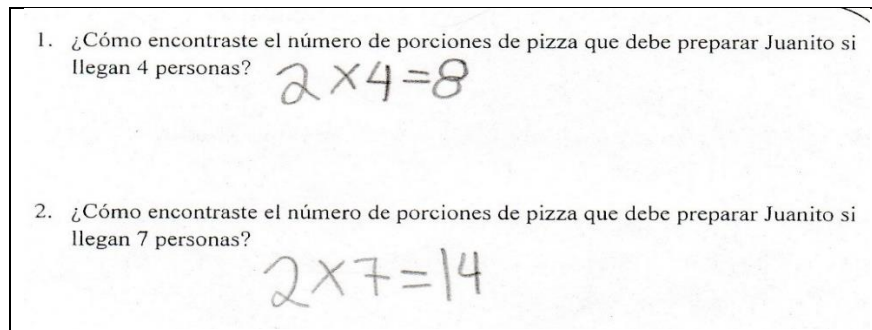 1. ¿Cómo encontraste el número de porciones de pizza que debe preparar Juanito si
llegan 4 personas?
2×4=8
2. ¿Cómo encontraste el número de porciones de pizza que debe preparar Juanito si
llegan 7 personas?
2×7=14